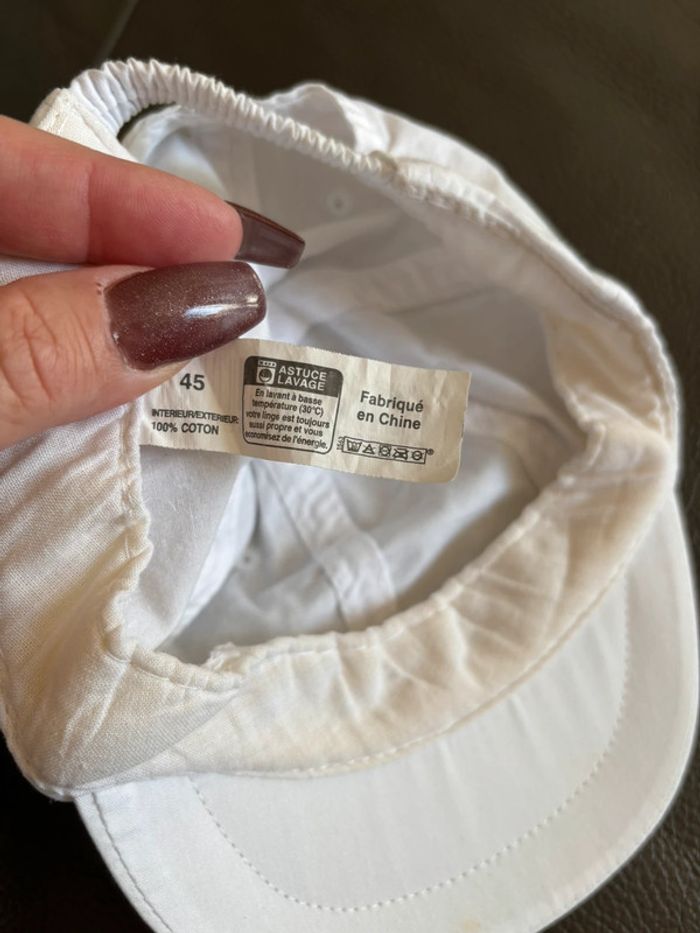 45
INTERIEUR/EXTERIEUR:
100% COTON
ASTUCE
LAVAGE
En lavant à basse
température (30°C)
votre linge est toujours
aussi propre et vous
économisez de l'énergie.
Fabriqué
en Chine